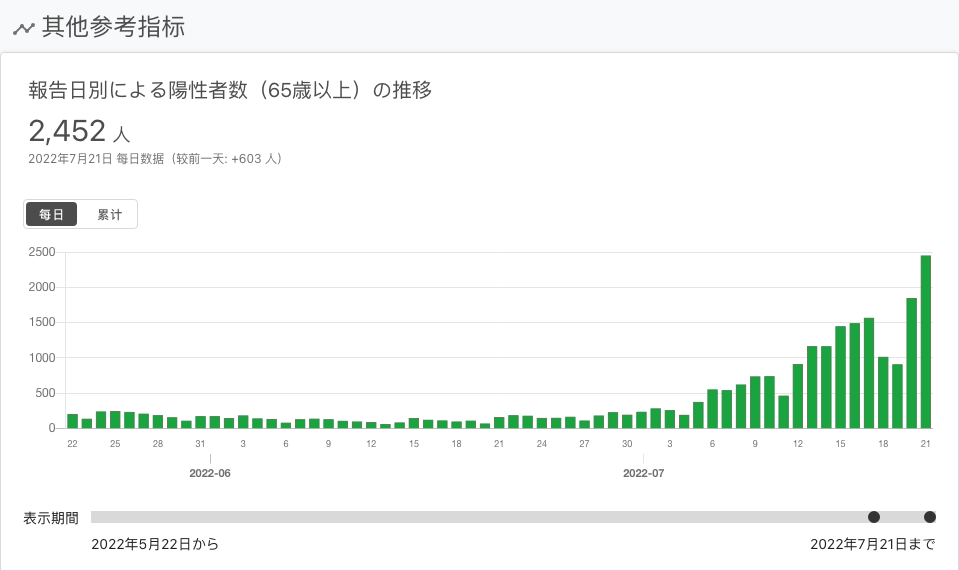 其他参考指标
報告日別による陽性者数（65歳以上）の推移
2,452 人
2022年7月21日 每日数据（较前一天: +603 人）
每日 累计
2500
2000
1500
1000
500
0
22 25 28 31 3 6 9 12 15 18 21 24 27 30 3 6 9 12 15 18 21
2022-06 2022-07
表示期間
2022年5月22日から 2022年7月21日まで